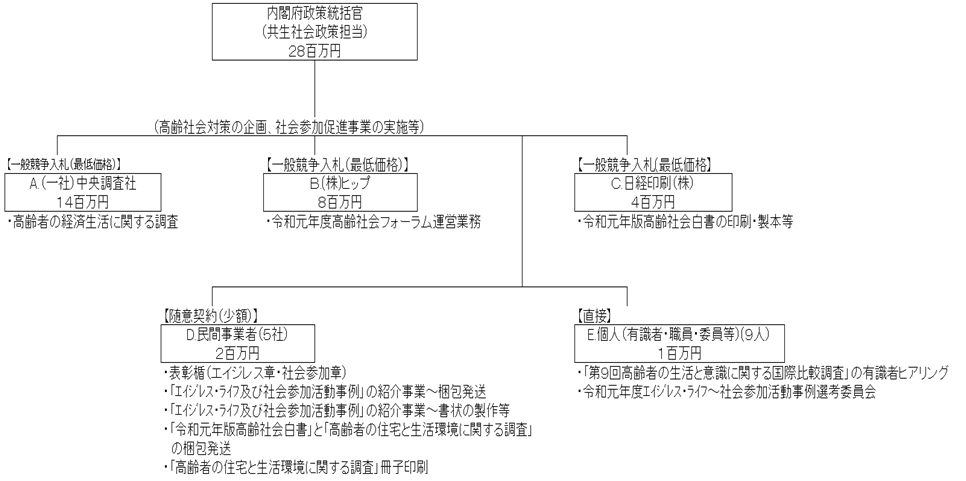 内閣府政策統括官
(共生社会政策担当)
28百万円
(高齢社会対策の企画、社会参加促進事業の実施等)
【一般競争入札(最低価格)】
A.(一社)中央調査社
14百万円
・高齢者の経済生活に関する調査
【一般競争入札(最低価格)】
B.(株)ヒップ
8百万円
・令和元年度高齢社会フォーラム運営業務
【一般競争入札(最低価格】
C.日経印刷(株)
4百万円
・令和元年版高齢社会白書の印刷・製本等
【随意契約(少額)】
D.民間事業者(5社)
2百万円
・表彰楯(エイジレス章・社会参加章)
・「エイジレス・ライフ及び社会参加活動事例」の紹介事業~梱包発送
・「エイジレス・ライフ及び社会参加活動事例」の紹介事業~書状の製作等
・「令和元年版高齢社会白書」と「高齢者の住宅と生活環境に関する調査」
の梱包発送
・「高齢者の住宅と生活環境に関する調査」冊子印刷
【直接】
E.個人(有識者・職員・委員等)(9人)
1百万円
・「第9回高齢者の生活と意識に関する国際比較調査」の有識者ヒアリング
・令和元年度エイジレス・ライフ~社会参加活動事例選考委員会